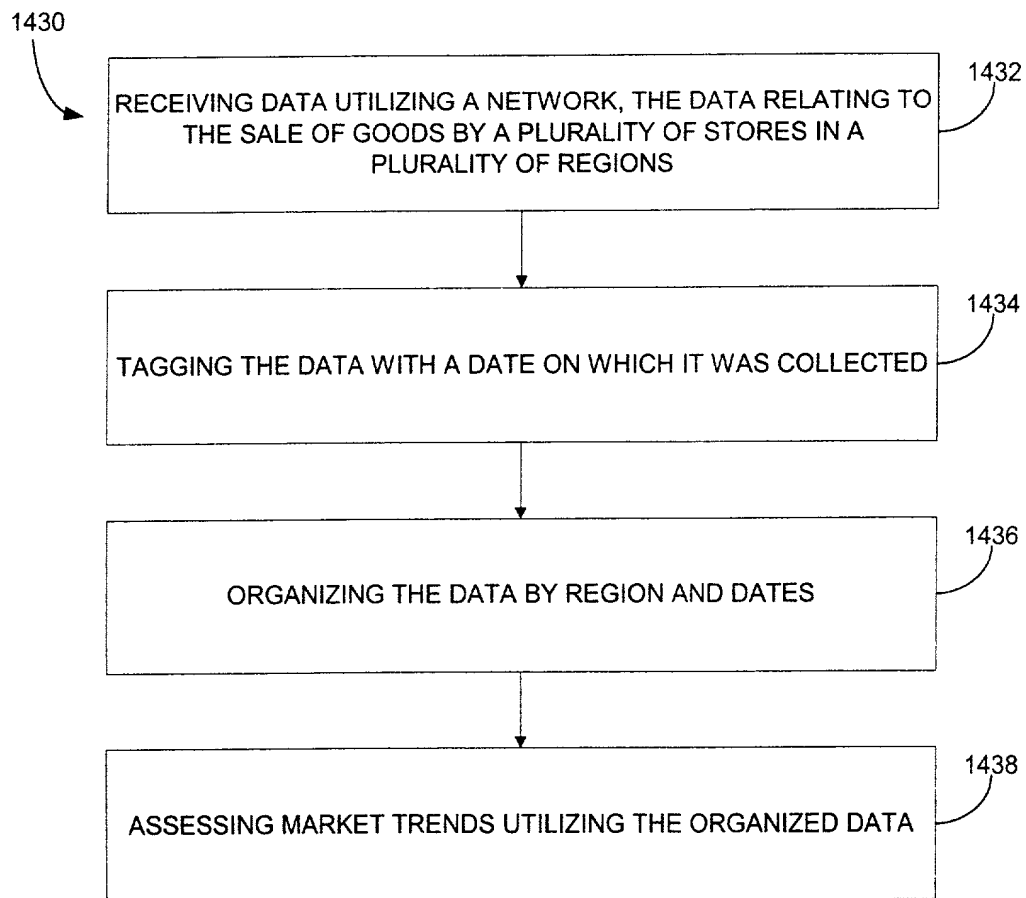 1430
1432
RECEIVING DATA UTILIZING A NETWORK, THE DATA RELATING TO
THE SALE OF GOODS BY A PLURALITY OF STORES IN A
PLURALITY OF REGIONS
1434
TAGGING THE DATA WITH A DATE ON WHICH IT WAS COLLECTED
1436
ORGANIZING THE DATA BY REGION AND DATES
1438
ASSESSING MARKET TRENDS UTILIZING THE ORGANIZED DATA